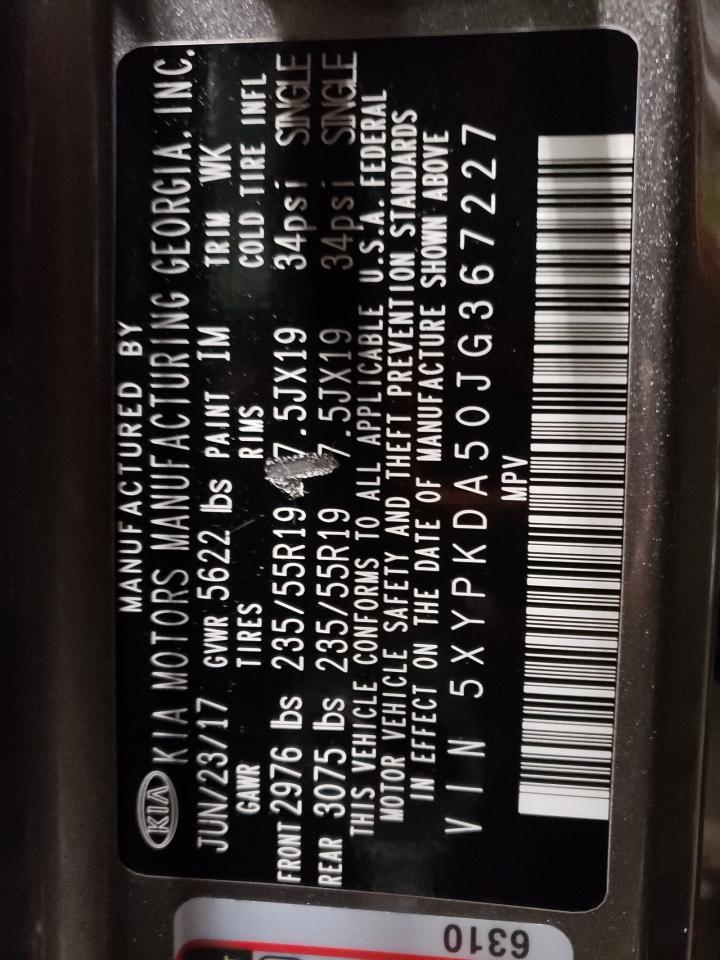 MANUFACTURED BY
KIA KIA MOTORS MANUFACTURING GEORGIA, INC.
JUN/23/17 GVWR 5622 lbs PAINT IM TRIM WK
GAWR TIRES RIMS COLD TIRE INFL
FRONT 2976 lbs 235/55R19 7.5JX19 34psi SINGLE
REAR 3075 lbs 235/55R19 7.5JX19 34psi SINGLE
THIS VEHICLE CONFORMS TO ALL APPLICABLE U.S.A. FEDERAL
MOTOR VEHICLE SAFETY AND THEFT PREVENTION STANDARDS
IN EFFECT ON THE DATE OF MANUFACTURE SHOWN ABOVE
VIN 5XYPKDA50JG367227
MPV
6310